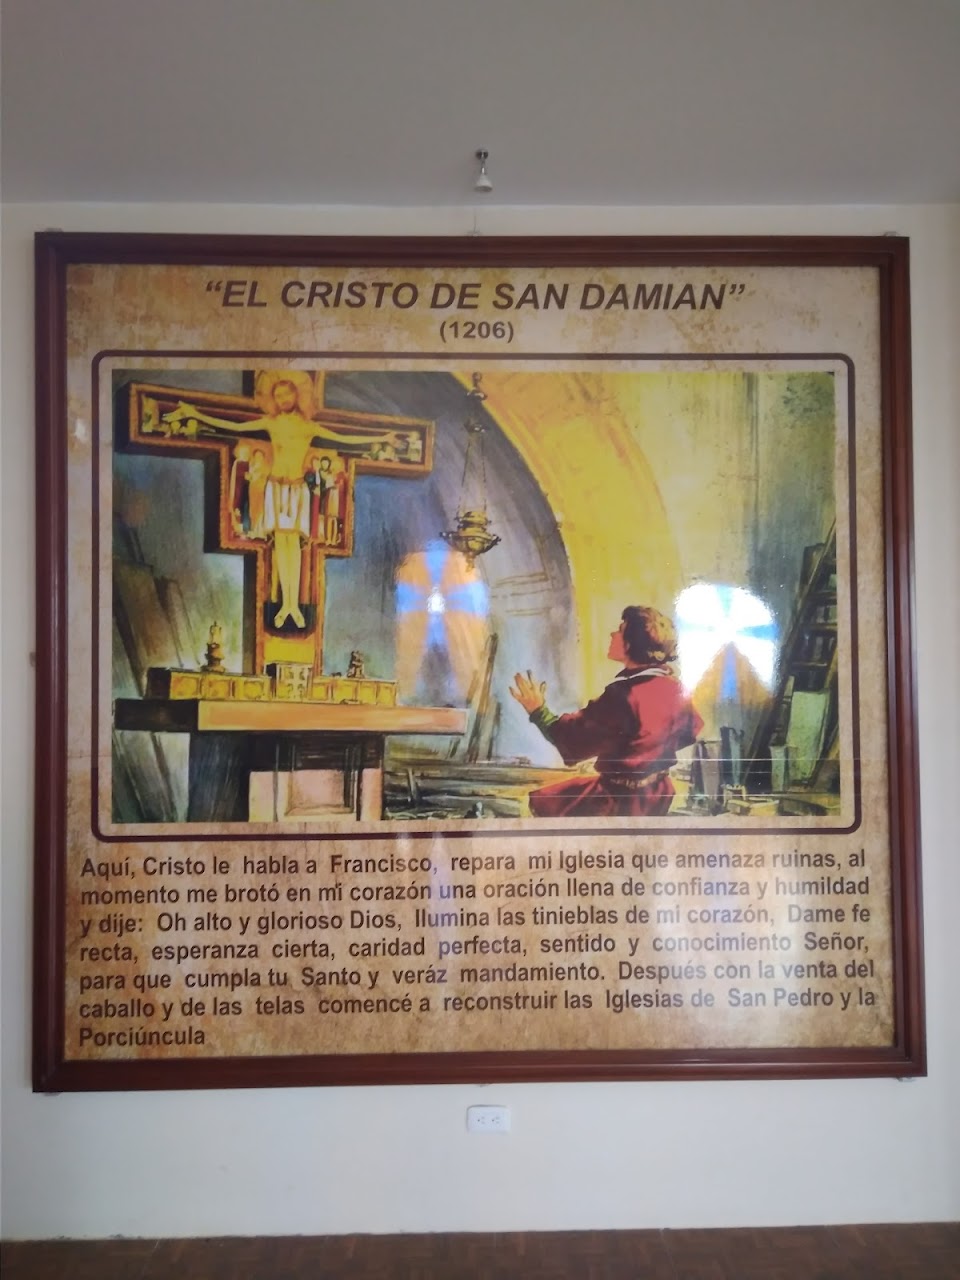 “EL CRISTO DE SAN DAMIAN”
(1206)
Aquí, Cristo le habla a Francisco, repara mi Iglesia que amenaza ruinas, al
momento me brotó en mi corazón una oración llena de confianza y humildad
y dije: Oh alto y glorioso Dios, Ilumina las tinieblas de mi corazón, Dame fe
recta, esperanza cierta, caridad perfecta, sentido y conocimiento Señor,
para que cumpla tu Santo y veráz mandamiento. Después con la venta del
caballo y de las telas comencé a reconstruir las Iglesias de San Pedro y la
Porciúncula